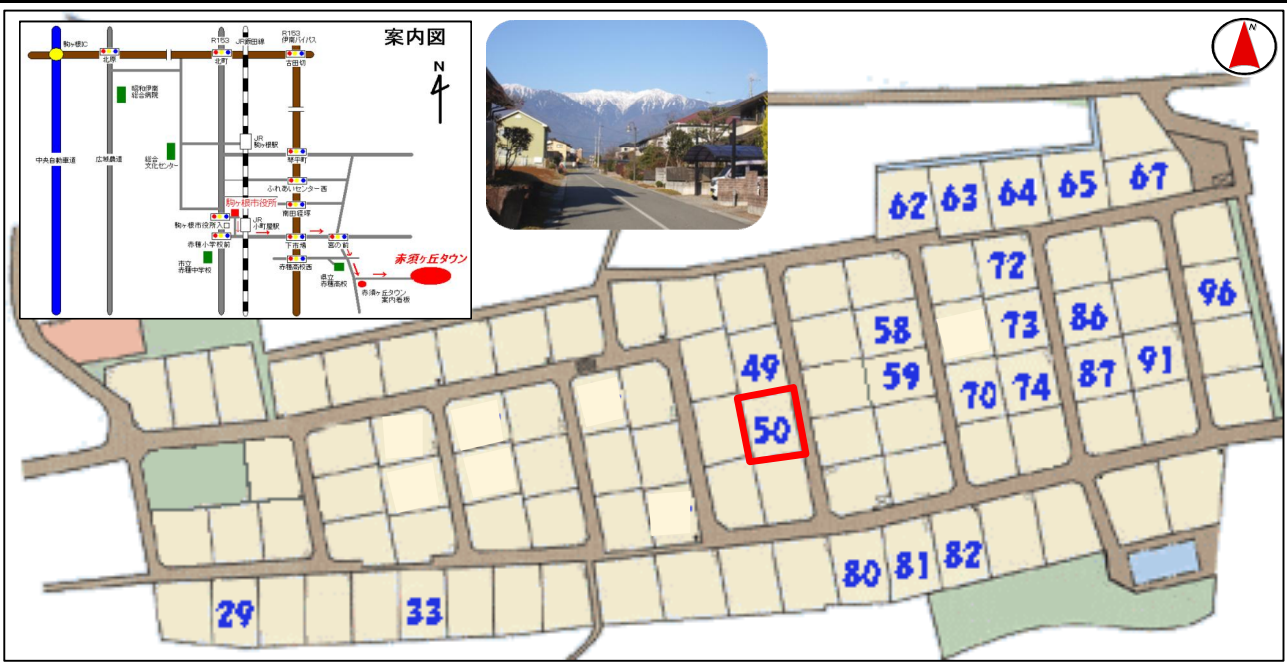 案内図
N
駒ヶ根IC
北原
R153
北町
JR飯田線
R153
伊南バイパス
古田切
昭和伊南
総合病院
中央自動車道
広域農道
総合
文化センター
JR
駒ヶ根駅
琴平町
ふれあいセンター西
駒ヶ根市役所
南田経塚
駒ヶ根市役所入口
JR
小町屋駅
赤穂小学校前
下市場
宮の前
市立
赤穂中学校
赤穂高校西
県立
赤穂高校
赤須ヶ丘タウン
赤須ヶ丘タウン
案内看板
62
63
64
65
67
72
96
58
73
86
49
59
70
74
87
91
50
80
81
82
29
33